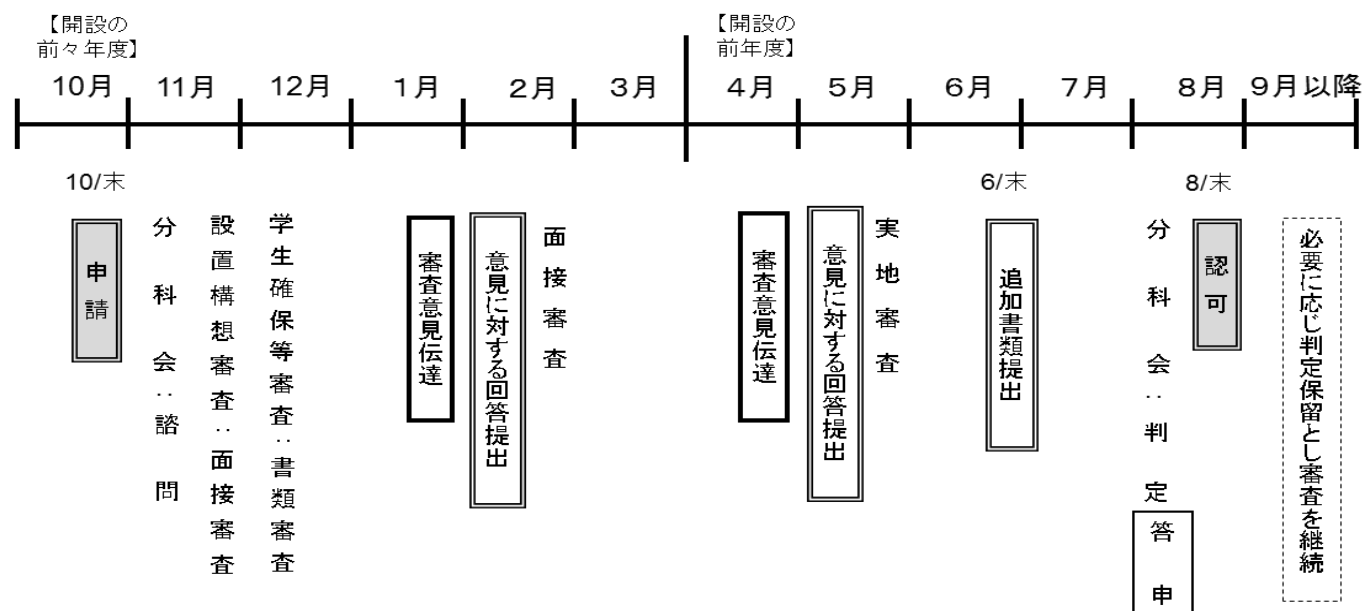 【開設の
前々年度】
【開設の
前年度】
10月 11月 12月 1月 2月 3月 4月 5月 6月 7月 8月 9月以降
10/末
6/末
8/末
申請
分科会：諮問
設置構想審査：面接審査
学生確保等審査：書類審査
審査意見伝達
意見に対する回答提出
面接審査
審査意見伝達
意見に対する回答提出
実地審査
追加書類提出
分科会：判定
答申
認可
必要に応じ判定保留とし審査を継続